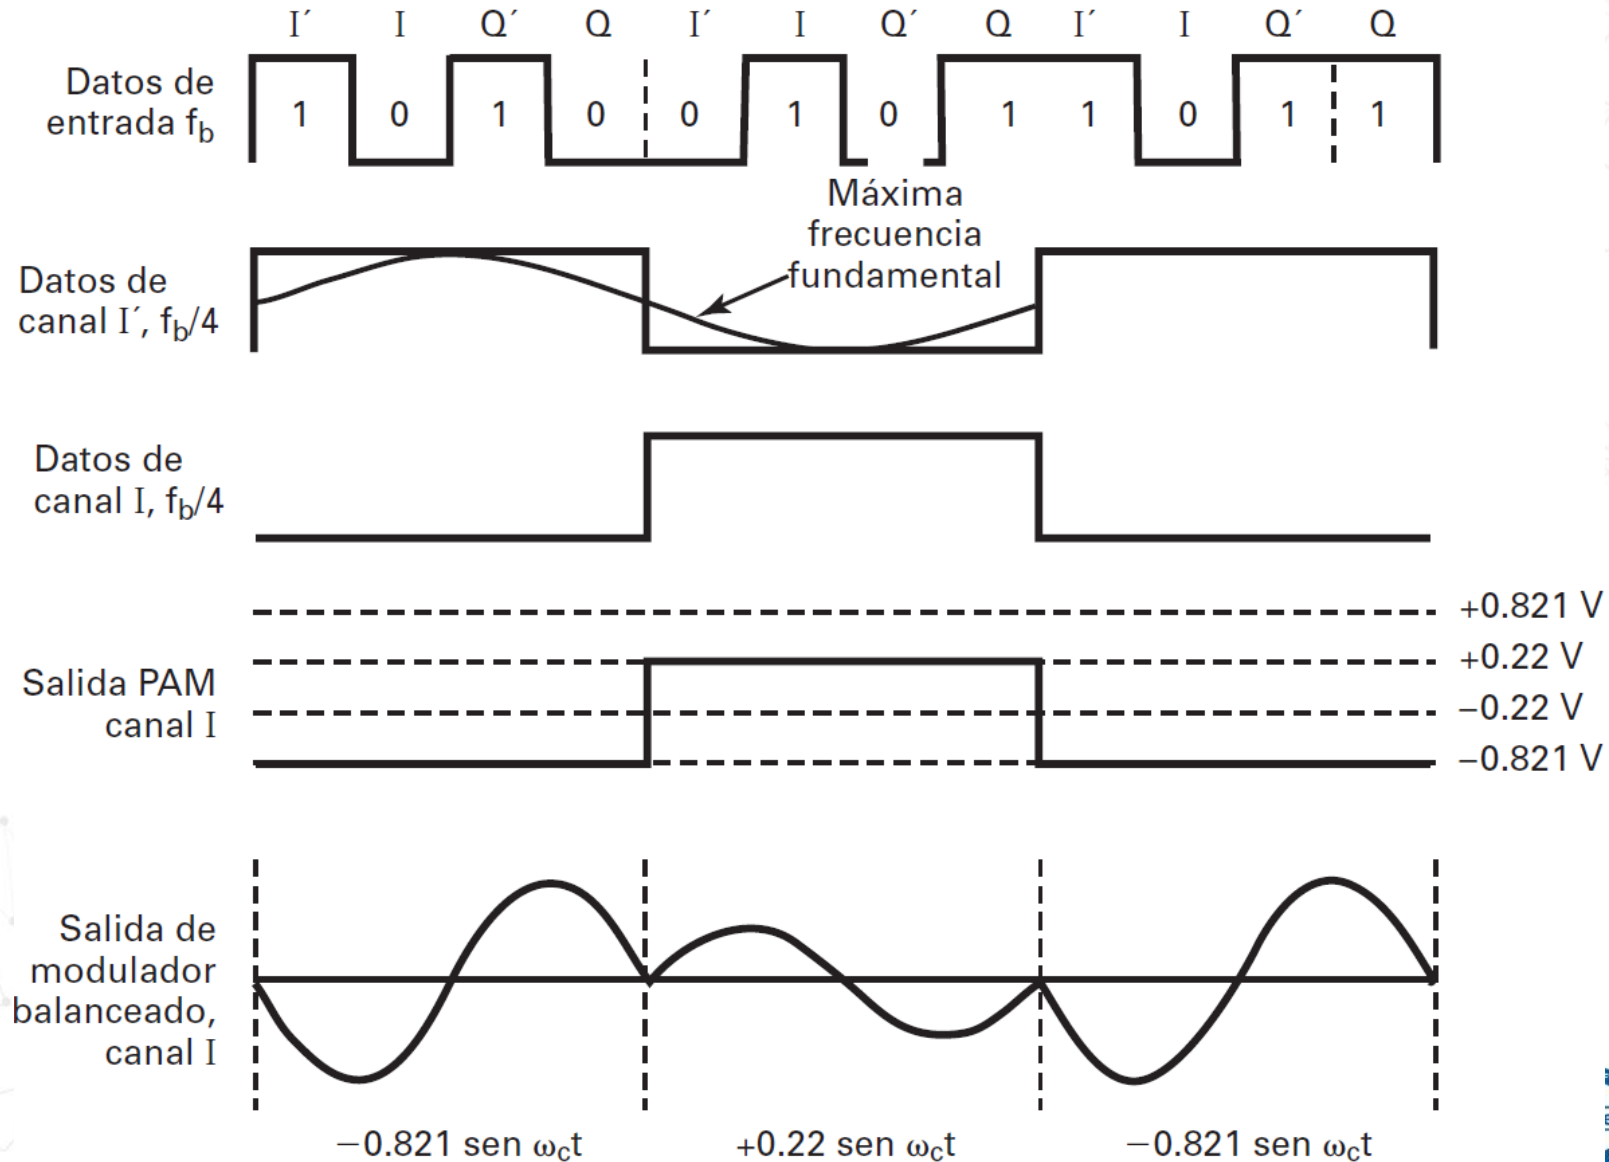 I´ I Q´ Q I´ I Q´ Q I´ I Q´ Q
Datos de
entrada fb
1 0 1 0 0 1 0 1 1 0 1 1
Máxima
frecuencia
fundamental
Datos de
canal I´, fb/4
Datos de
canal I, fb/4
+0.821 V
+0.22 V
−0.22 V
−0.821 V
Salida PAM
canal I
Salida de
modulador
balanceado,
canal I
−0.821 sen ωct
+0.22 sen ωct
−0.821 sen ωct